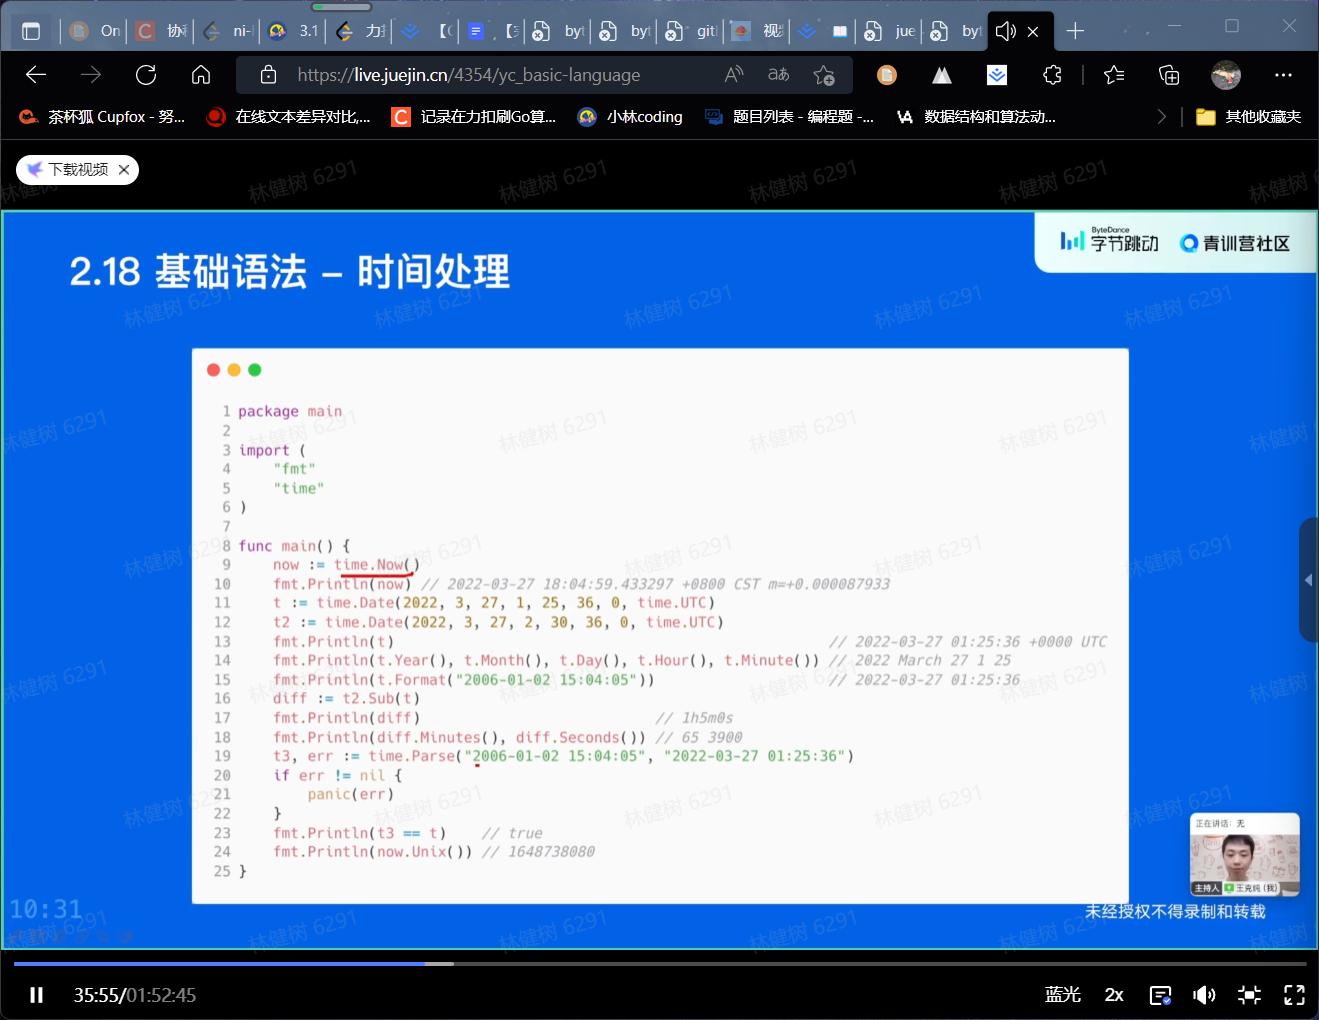 On
协
ni-
3.1
力
by
by
git
视
jue
by
https://live.juejin.cn/4354/yc_basic-language
茶杯狐 Cupfox - 努...
在线文本差异对比,...
记录在力扣刷Go算...
小林coding
题目列表 - 编程题 -...
数据结构和算法动...
其他收藏夹
下载视频
ByteDance
字节跳动
青训营社区
2.18 基础语法 – 时间处理
1 package main
2
3 import (
4 "fmt"
5 "time"
6 )
7
8 func main() {
9 now := time.Now()
10 fmt.Println(now) // 2022-03-27 18:04:59.433297 +0800 CST m=+0.000087933
11 t := time.Date(2022, 3, 27, 1, 25, 36, 0, time.UTC)
12 t2 := time.Date(2022, 3, 27, 2, 30, 36, 0, time.UTC)
13 fmt.Println(t) // 2022-03-27 01:25:36 +0000 UTC
14 fmt.Println(t.Year(), t.Month(), t.Day(), t.Hour(), t.Minute()) // 2022 March 27 1 25
15 fmt.Println(t.Format("2006-01-02 15:04:05")) // 2022-03-27 01:25:36
16 diff := t2.Sub(t)
17 fmt.Println(diff) // 1h5m0s
18 fmt.Println(diff.Minutes(), diff.Seconds()) // 65 3900
19 t3, err := time.Parse("2006-01-02 15:04:05", "2022-03-27 01:25:36")
20 if err != nil {
21 panic(err)
22 }
23 fmt.Println(t3 == t) // true
24 fmt.Println(now.Unix()) // 1648738080
25 }
正在讲话: 无
主持人 王克纯 (我)
10:31
未经授权不得录制和转载
林健树 6291
35:55/01:52:45
蓝光
2x